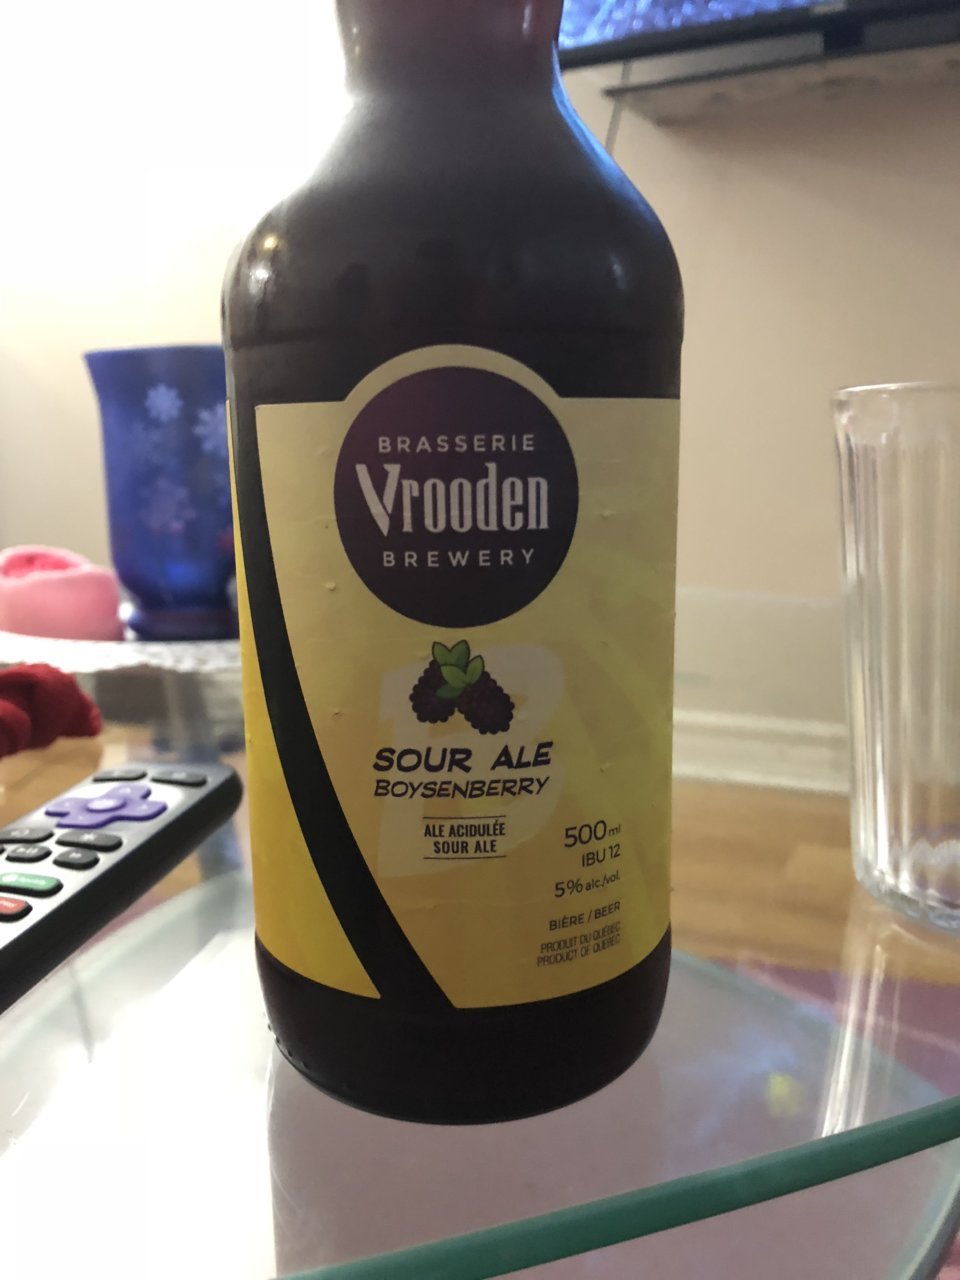 BRASSERIE
Vrooden
BREWERY
SOUR ALE
BOYSENBERRY
ALE ACIDULÉE
SOUR ALE
500ml
IBU 12
5% alc./vol.
BIÈRE / BEER
PRODUIT DU QUÉBEC
PRODUCT OF QUEBEC